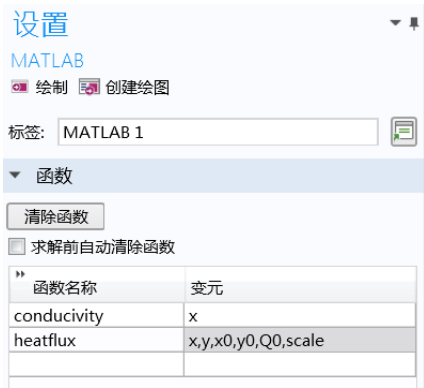 设置
MATLAB
绘制 创建绘图
标签: MATLAB 1
函数
清除函数
求解前自动清除函数
函数名称 变元
conducivity x
heatflux x,y,x0,y0,Q0,scale